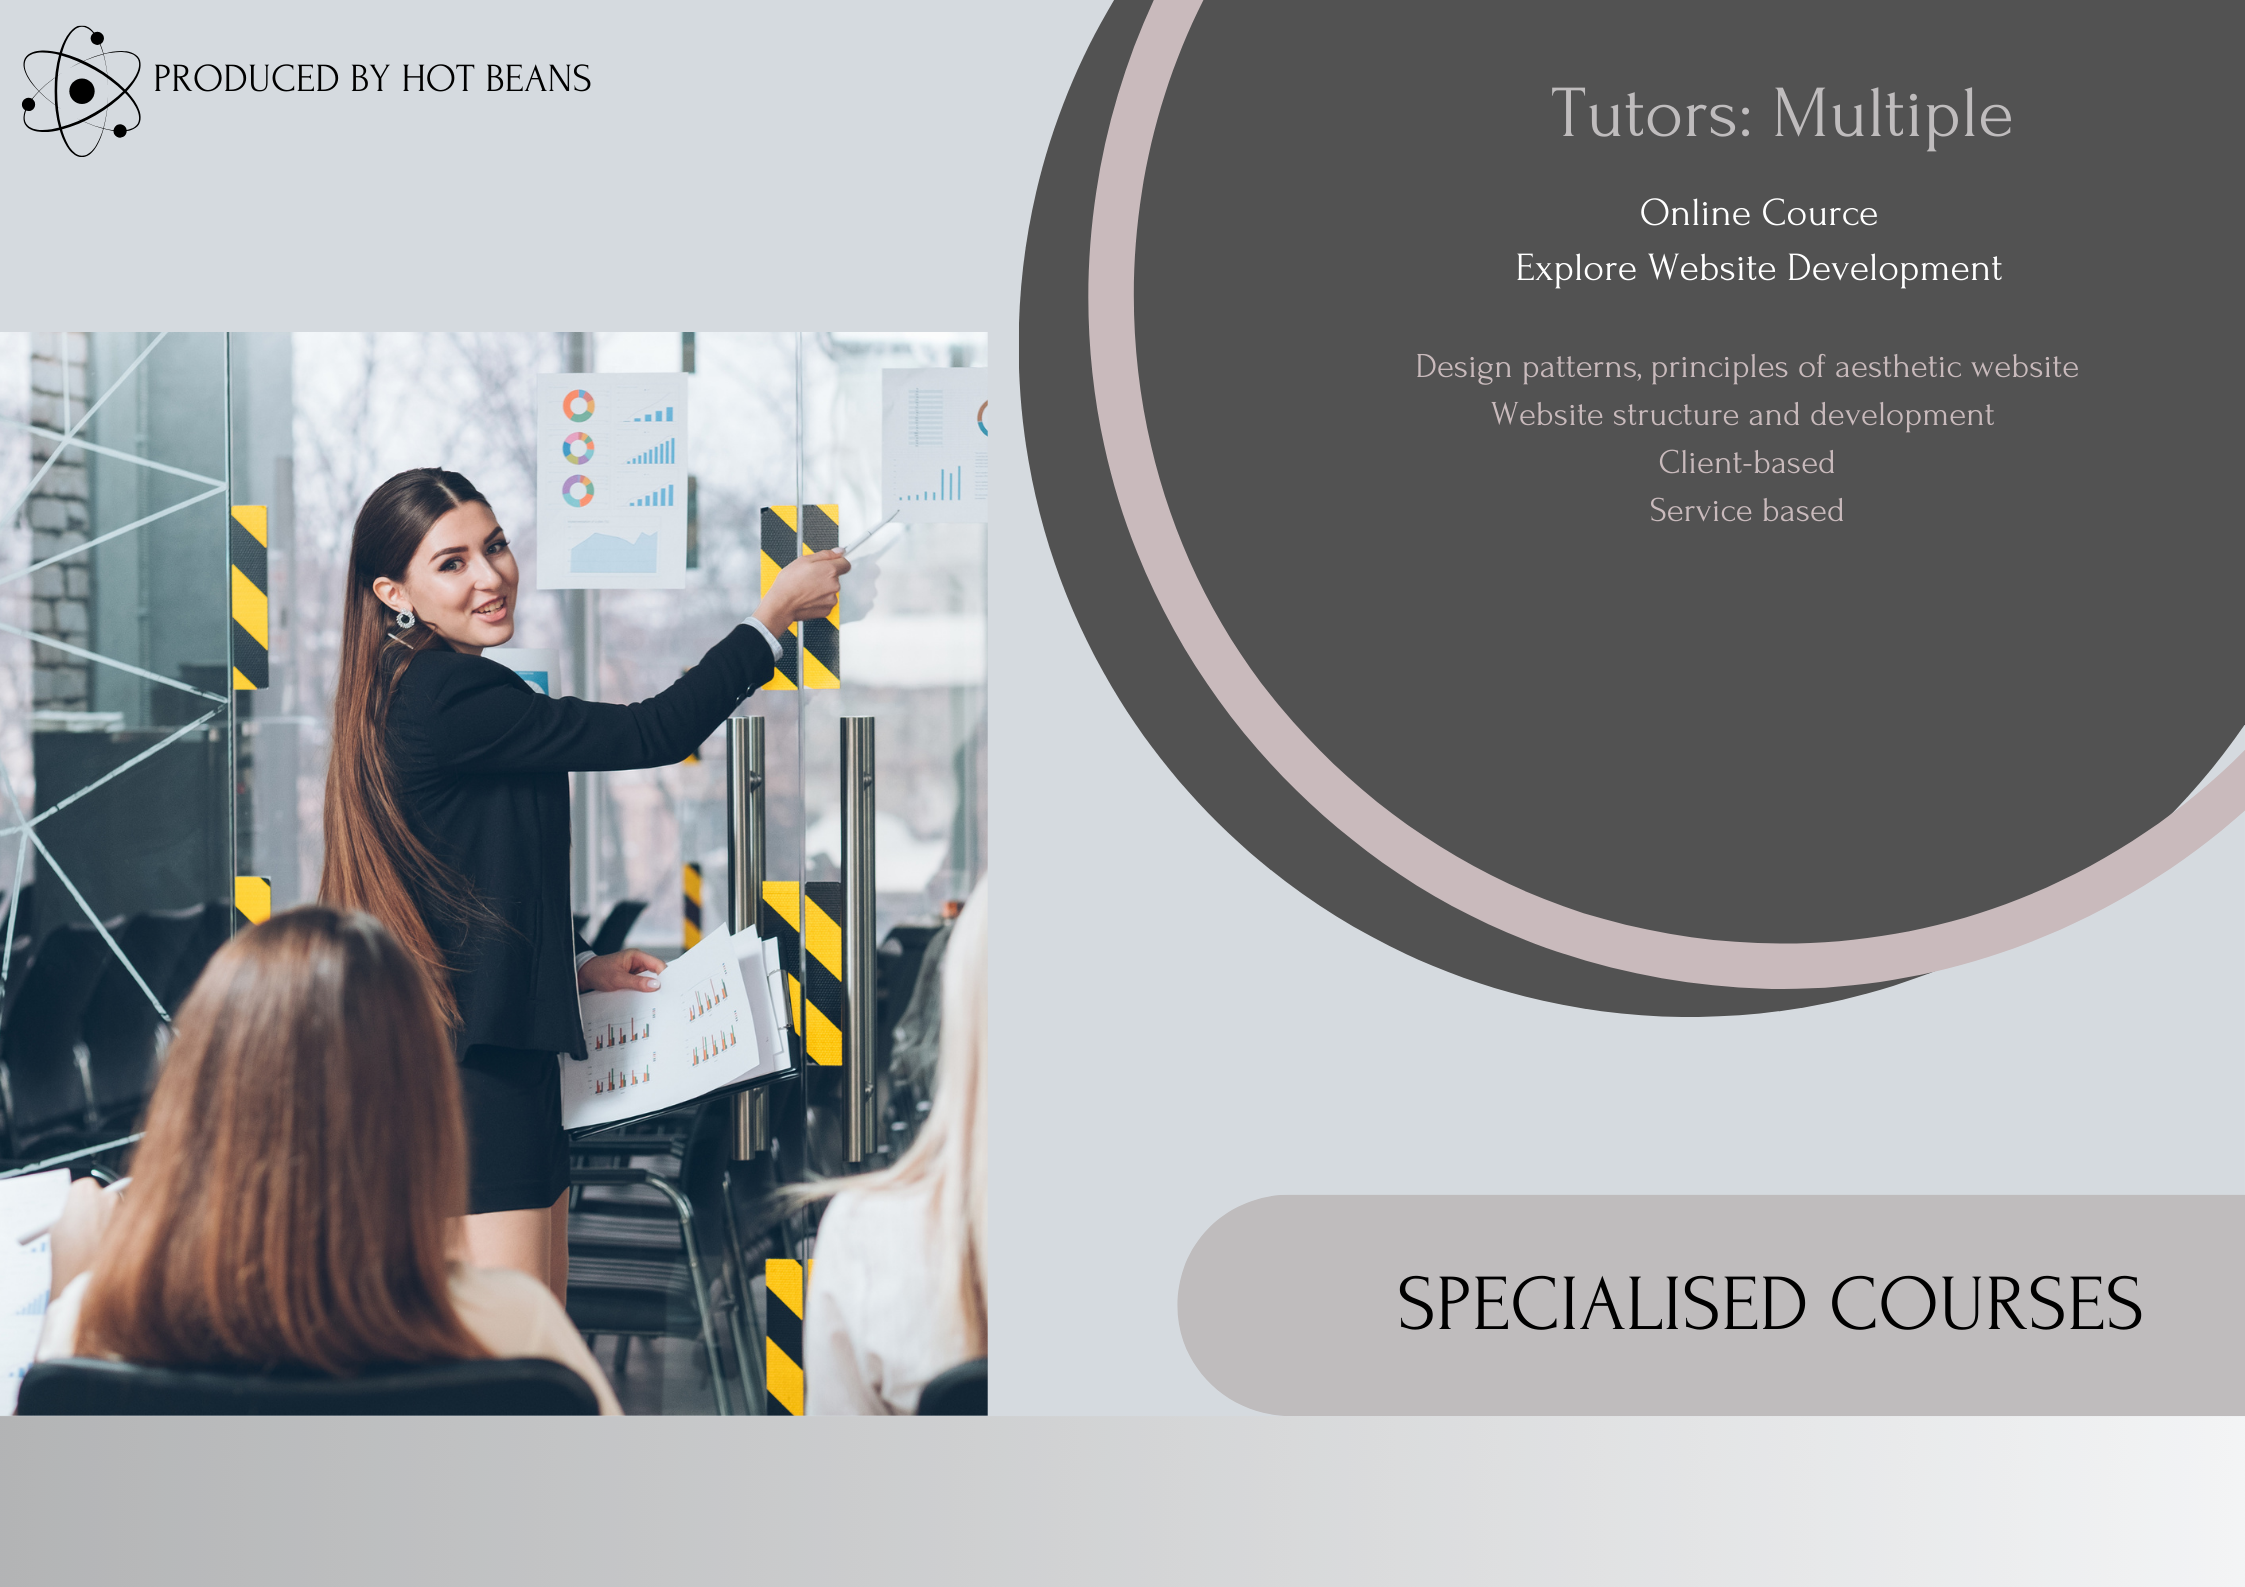 PRODUCED BY HOT BEANS
Tutors: Multiple
Online Cource
Explore Website Development
Design patterns, principles of aesthetic website
Website structure and development
Client-based
Service based
SPECIALISED COURSES